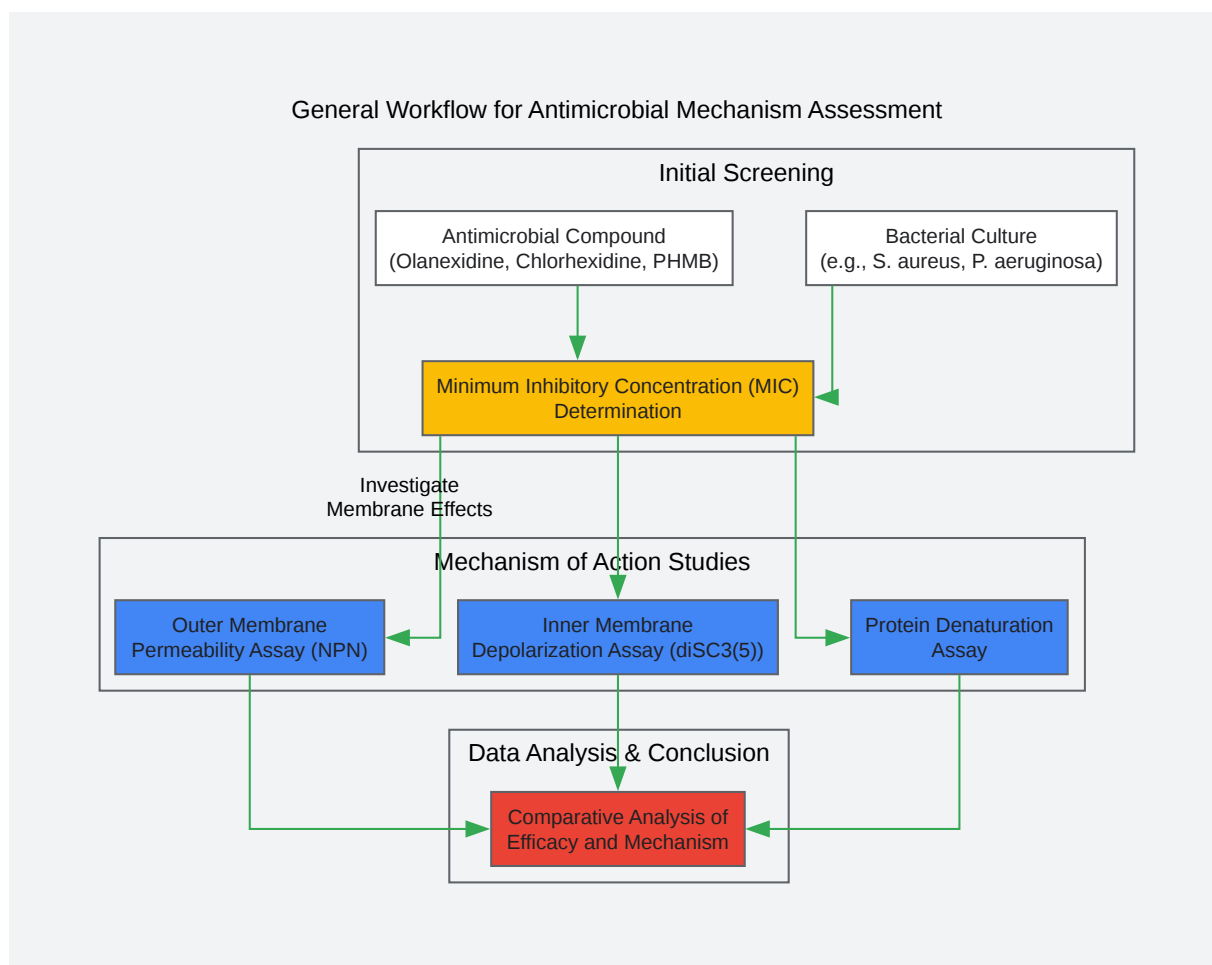 General Workflow for Antimicrobial Mechanism Assessment
Initial Screening
Antimicrobial Compound
(Olanexidine, Chlorhexidine, PHMB)
Bacterial Culture
(e.g., S. aureus, P. aeruginosa)
Minimum Inhibitory Concentration (MIC)
Determination
Investigate
Membrane Effects
Mechanism of Action Studies
Outer Membrane
Permeability Assay (NPN)
Inner Membrane
Depolarization Assay (diSC3(5))
Protein Denaturation
Assay
Data Analysis & Conclusion
Comparative Analysis of
Efficacy and Mechanism